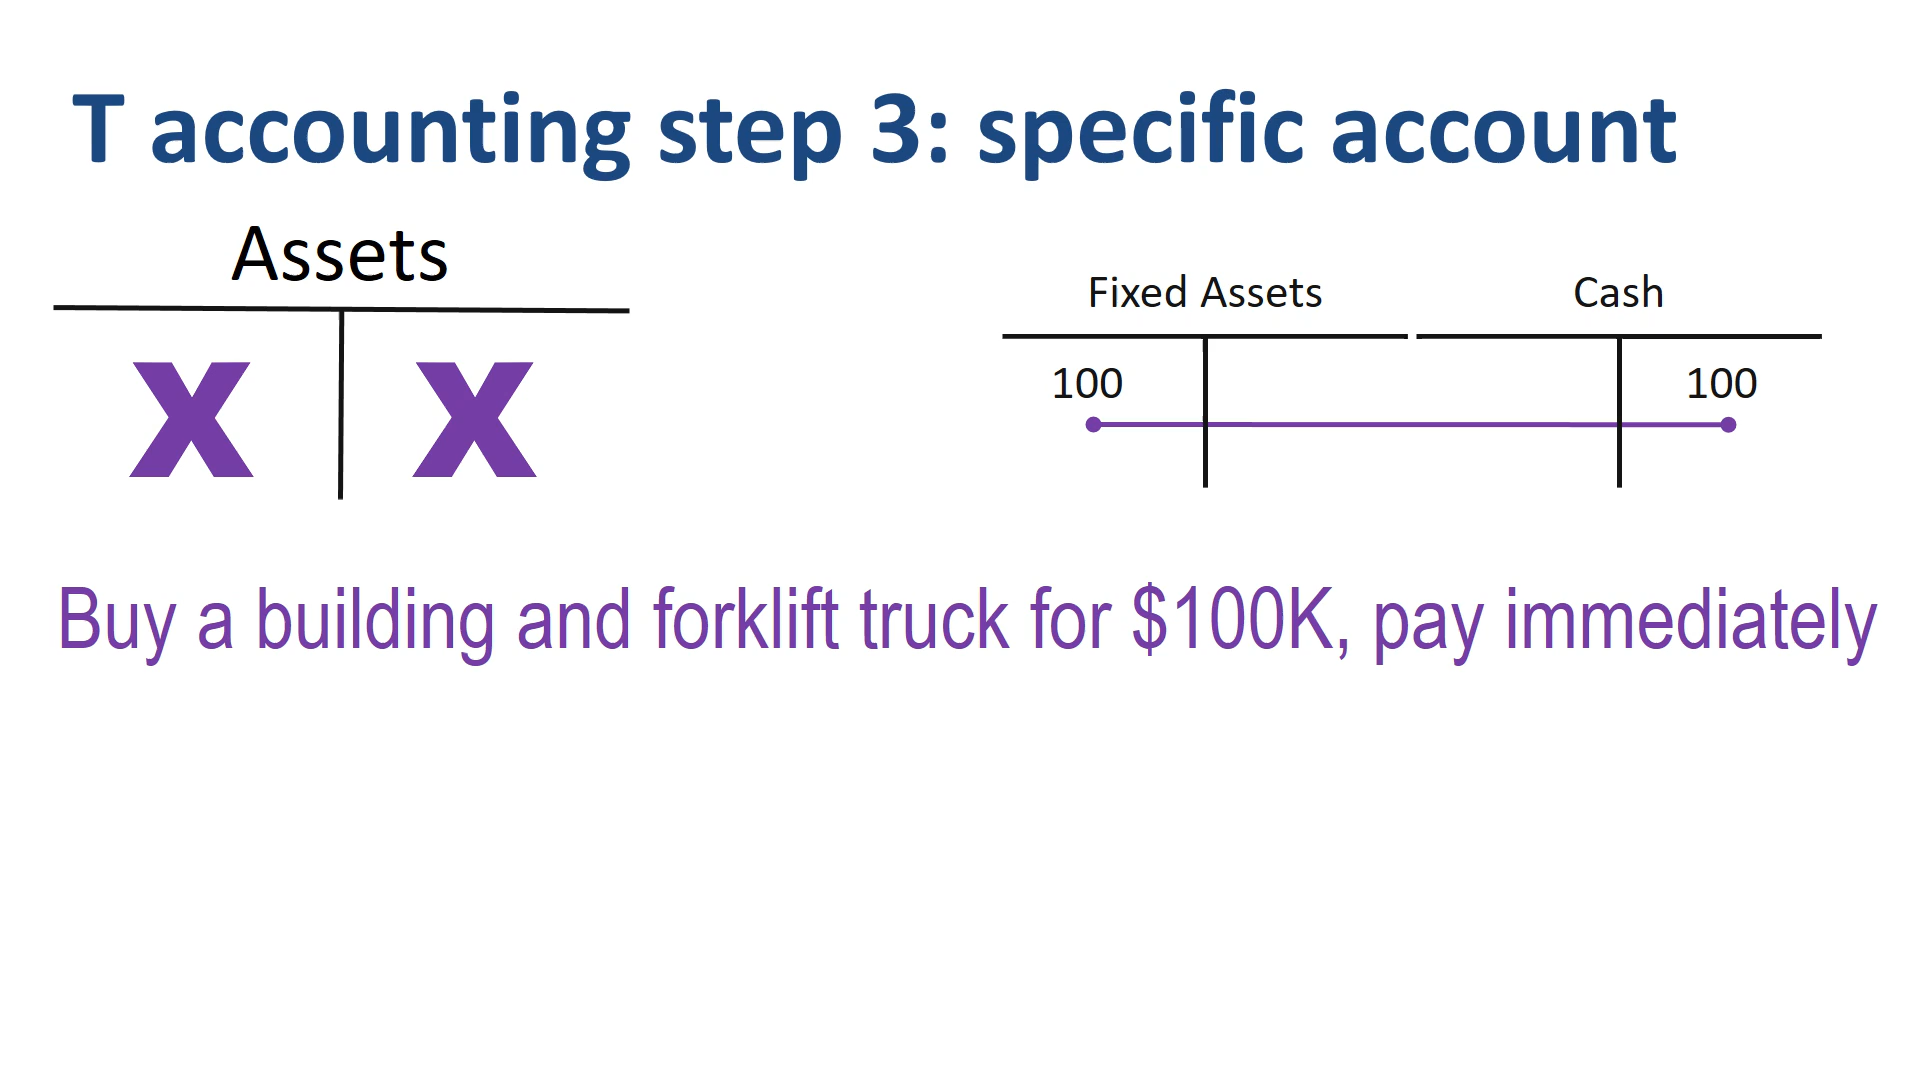 T accounting step 3: specific account
Assets
X X
Fixed Assets Cash
100 100
Buy a building and forklift truck for $100K, pay immediately